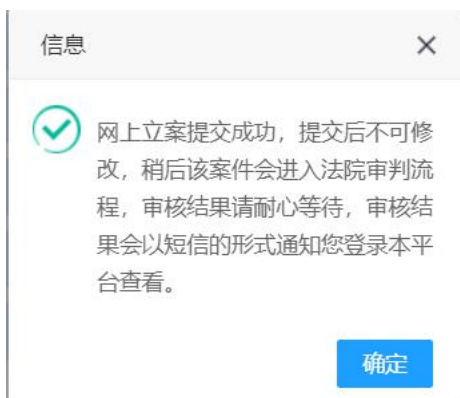 信息
网上立案提交成功，提交后不可修
改，稍后该案件会进入法院审判流
程，审核结果请耐心等待，审核结
果会以短信的形式通知您登录本平
台查看。
确定